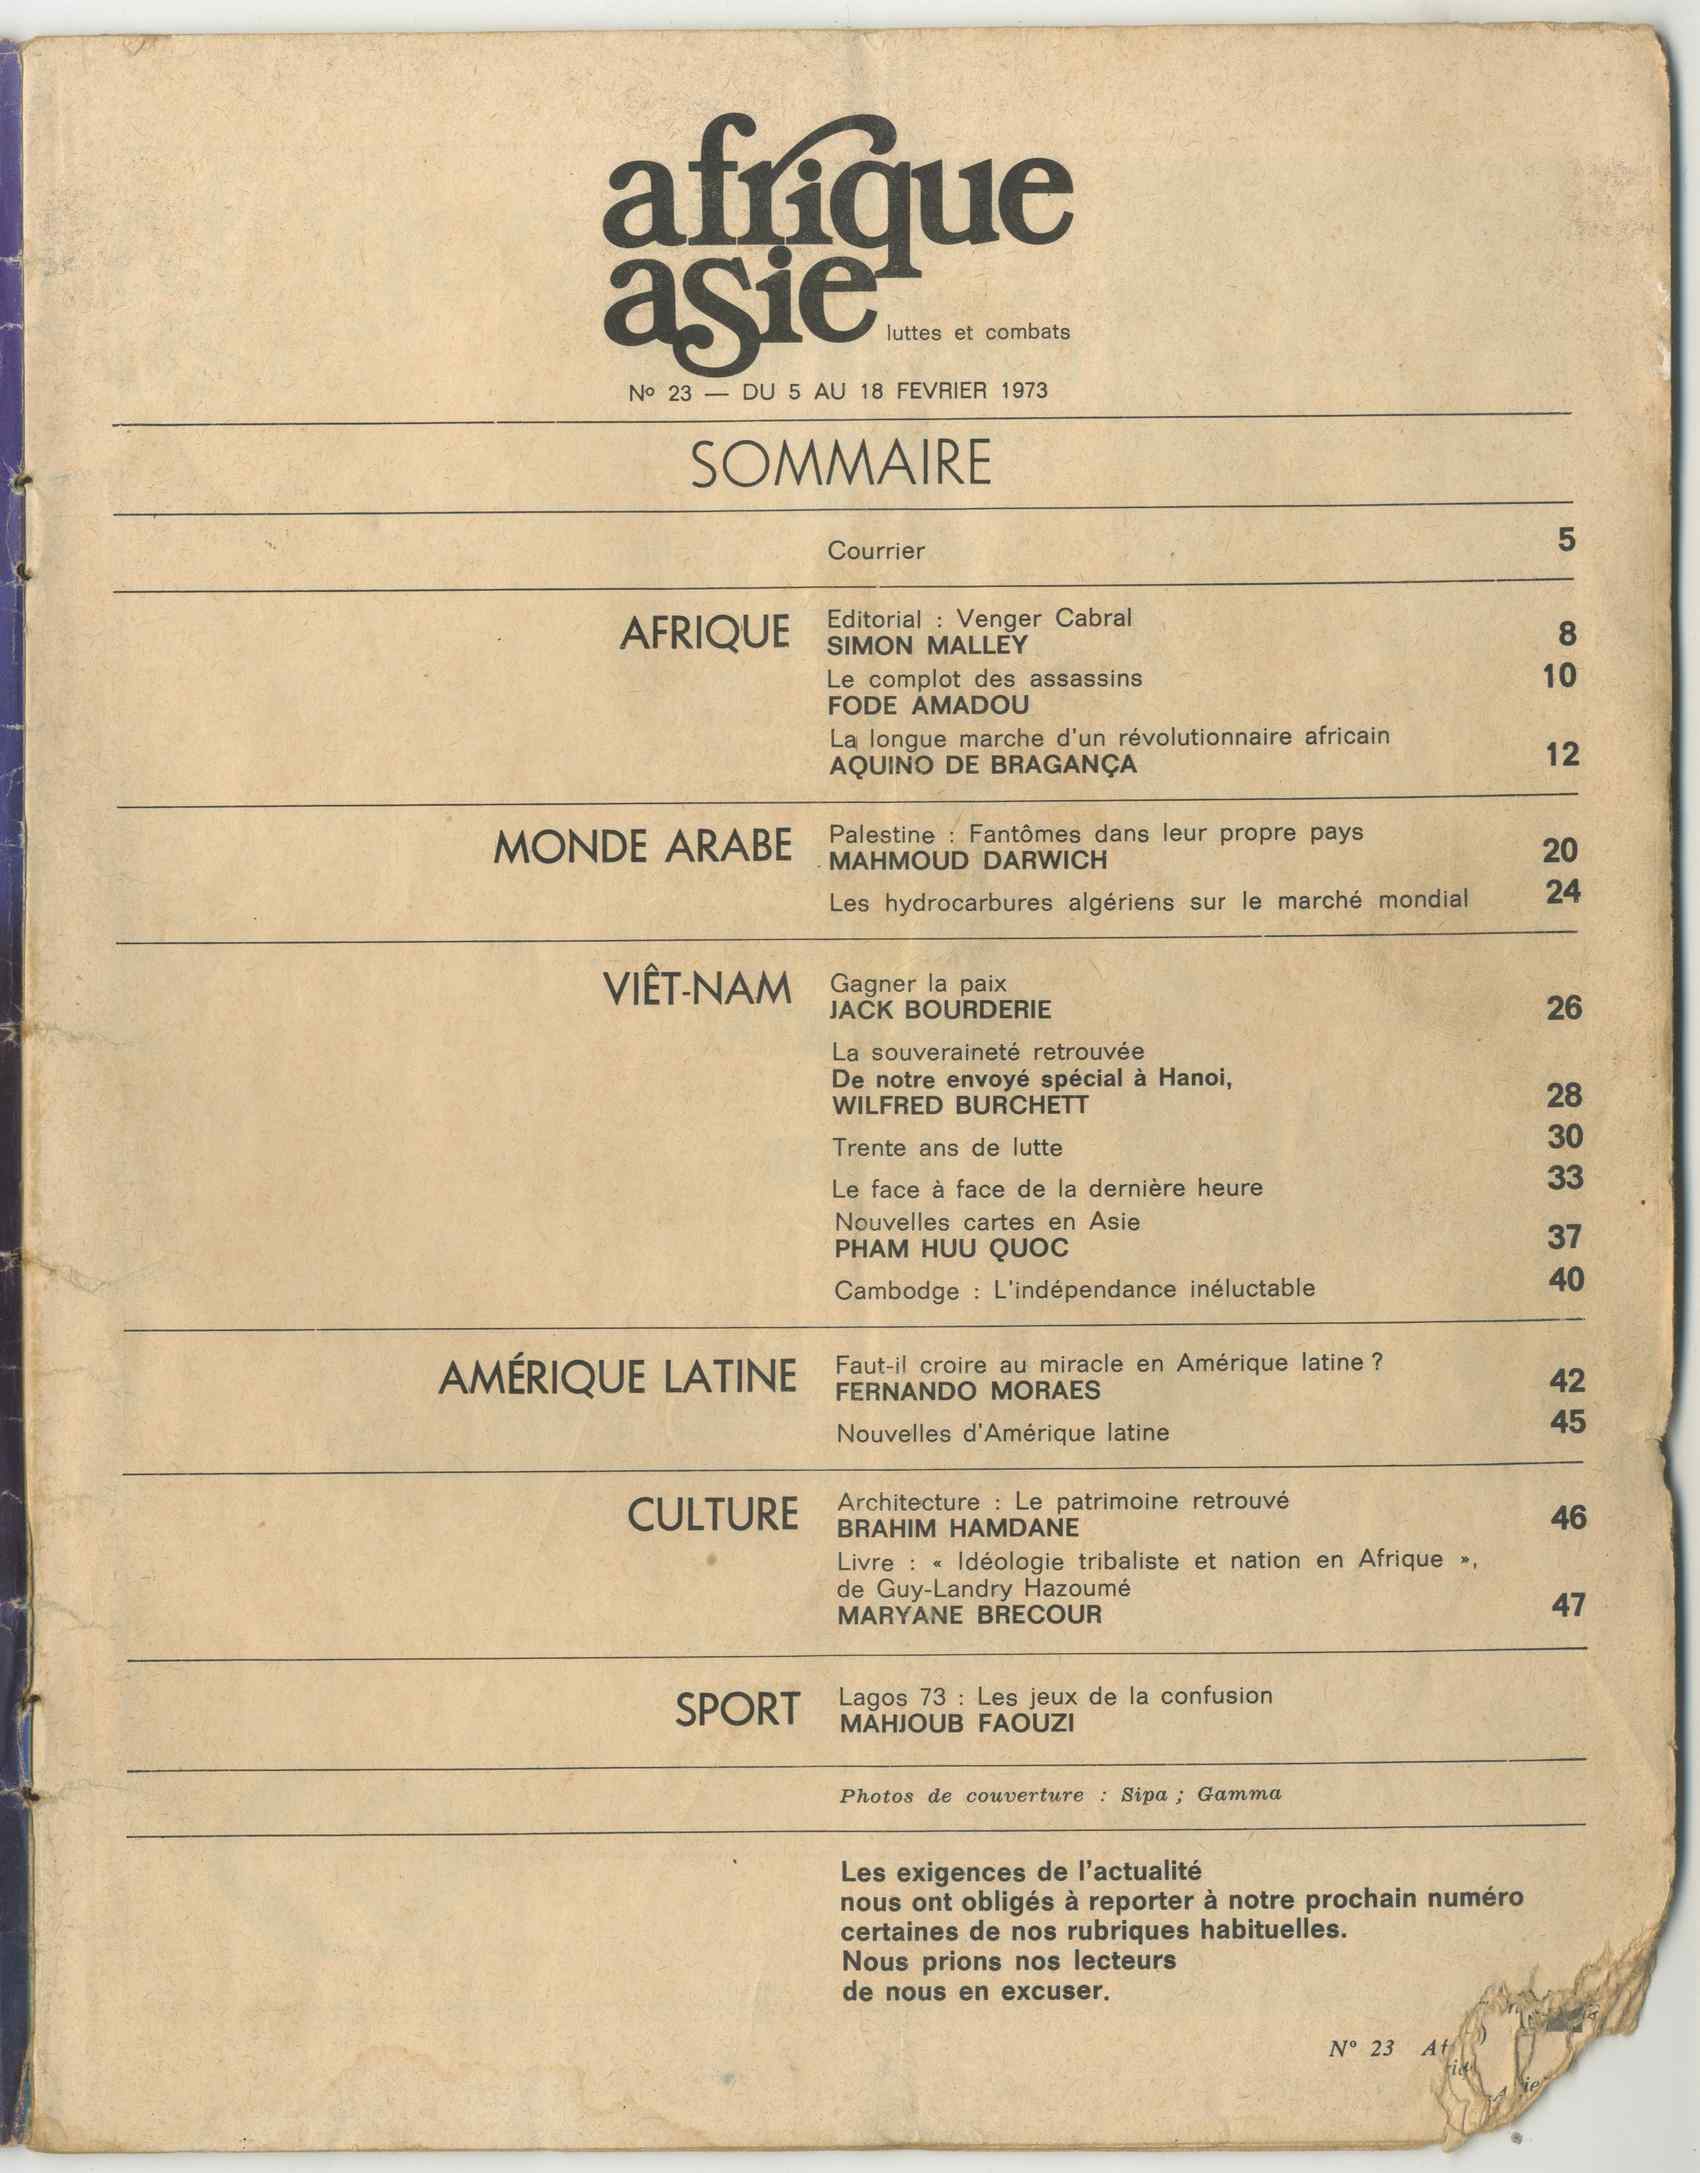 afrique
asie
luttes et combats
Nº 23 — DU 5 AU 18 FEVRIER 1973
SOMMAIRE
Courrier 5
AFRIQUE
Editorial : Venger Cabral
SIMON MALLEY 8
Le complot des assassins 10
FODE AMADOU
La longue marche d'un révolutionnaire africain
AQUINO DE BRAGANÇA 12
MONDE ARABE
Palestine : Fantômes dans leur propre pays
MAHMOUD DARWICH 20
Les hydrocarbures algériens sur le marché mondial 24
VIÊT-NAM
Gagner la paix
JACK BOURDERIE 26
La souveraineté retrouvée
De notre envoyé spécial à Hanoi,
WILFRED BURCHETT 28
Trente ans de lutte 30
Le face à face de la dernière heure 33
Nouvelles cartes en Asie
PHAM HUU QUOC 37
Cambodge : L'indépendance inéluctable 40
AMÉRIQUE LATINE
Faut-il croire au miracle en Amérique latine ?
FERNANDO MORAES 42
Nouvelles d'Amérique latine 45
CULTURE
Architecture : Le patrimoine retrouvé
BRAHIM HAMDANE 46
Livre : « Idéologie tribaliste et nation en Afrique »,
de Guy-Landry Hazoumé
MARYANE BRECOUR 47
SPORT
Lagos 73 : Les jeux de la confusion
MAHJOUB FAOUZI
Photos de couverture : Sipa ; Gamma
Les exigences de l'actualité
nous ont obligés à reporter à notre prochain numéro
certaines de nos rubriques habituelles.
Nous prions nos lecteurs
de nous en excuser.
Nº 23